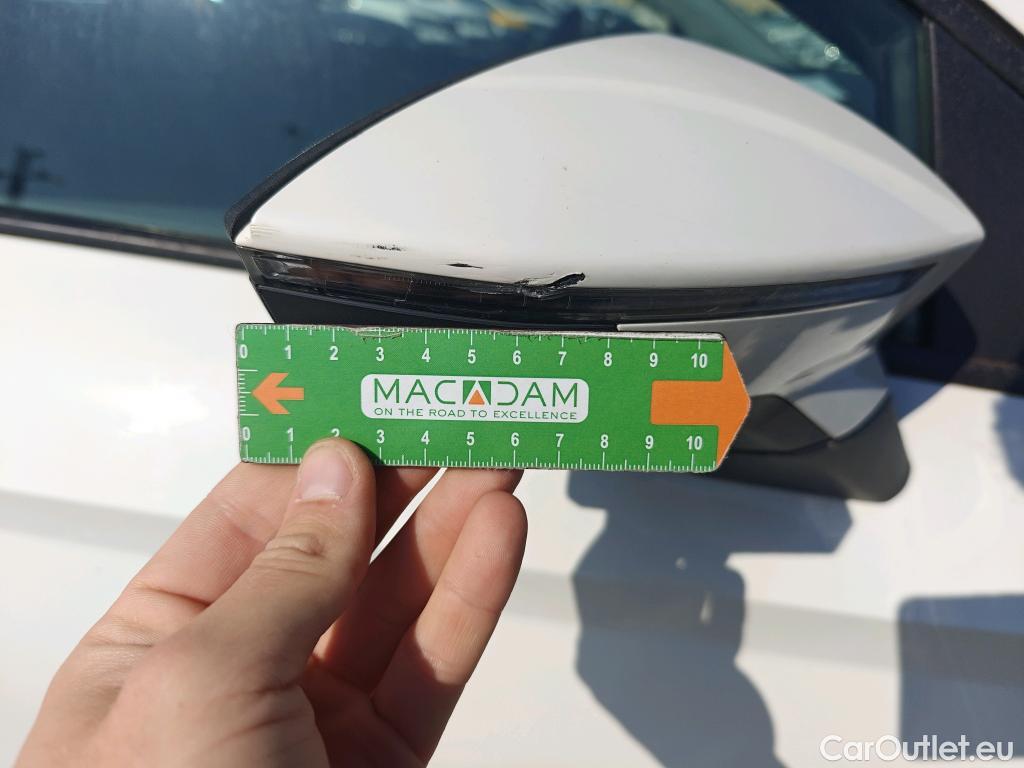 0 1 2 3 4 5 6 7 8 9 10
MACADAM
ON THE ROAD TO EXCELLENCE
0 1 2 3 4 5 6 7 8 9 10
CarOutlet.eu